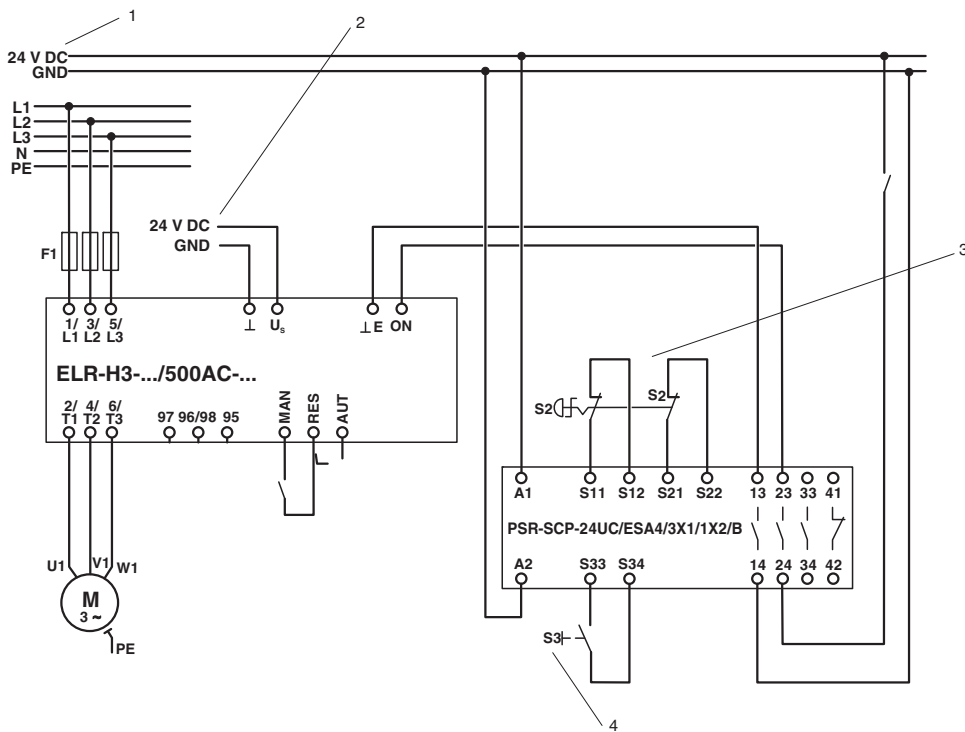 1
2
24 V DC
GND
L1
L2
L3
N
PE
24 V DC
GND
F1
3
1/ 3/ 5/
L1 L2 L3
⊥ Us ⊥E ON
ELR-H3-.../500AC-...
2/ 4/ 6/
T1 T2 T3
97 96/98 95
MAN RES AUT
S2 S2
A1 S11 S12 S21 S22 13 23 33 41
PSR-SCP-24UC/ESA4/3X1/1X2/B
A2 S33 S34 14 24 34 42
U1 V1 W1
M
3 ~
PE
S3
4